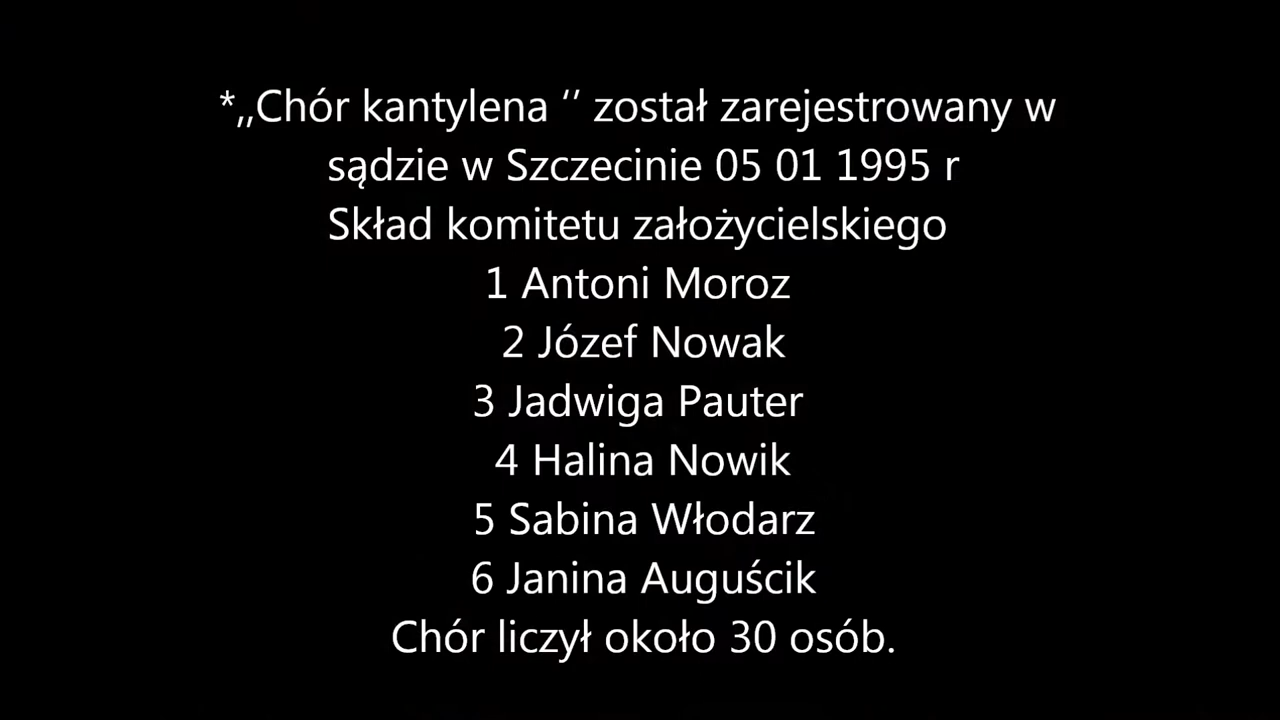 *,,Chór kantylena ‘’ został zarejestrowany w
sądzie w Szczecinie 05 01 1995 r
Skład komitetu założycielskiego
1 Antoni Moroz
2 Józef Nowak
3 Jadwiga Pauter
4 Halina Nowik
5 Sabina Włodarz
6 Janina Auguścik
Chór liczył około 30 osób.